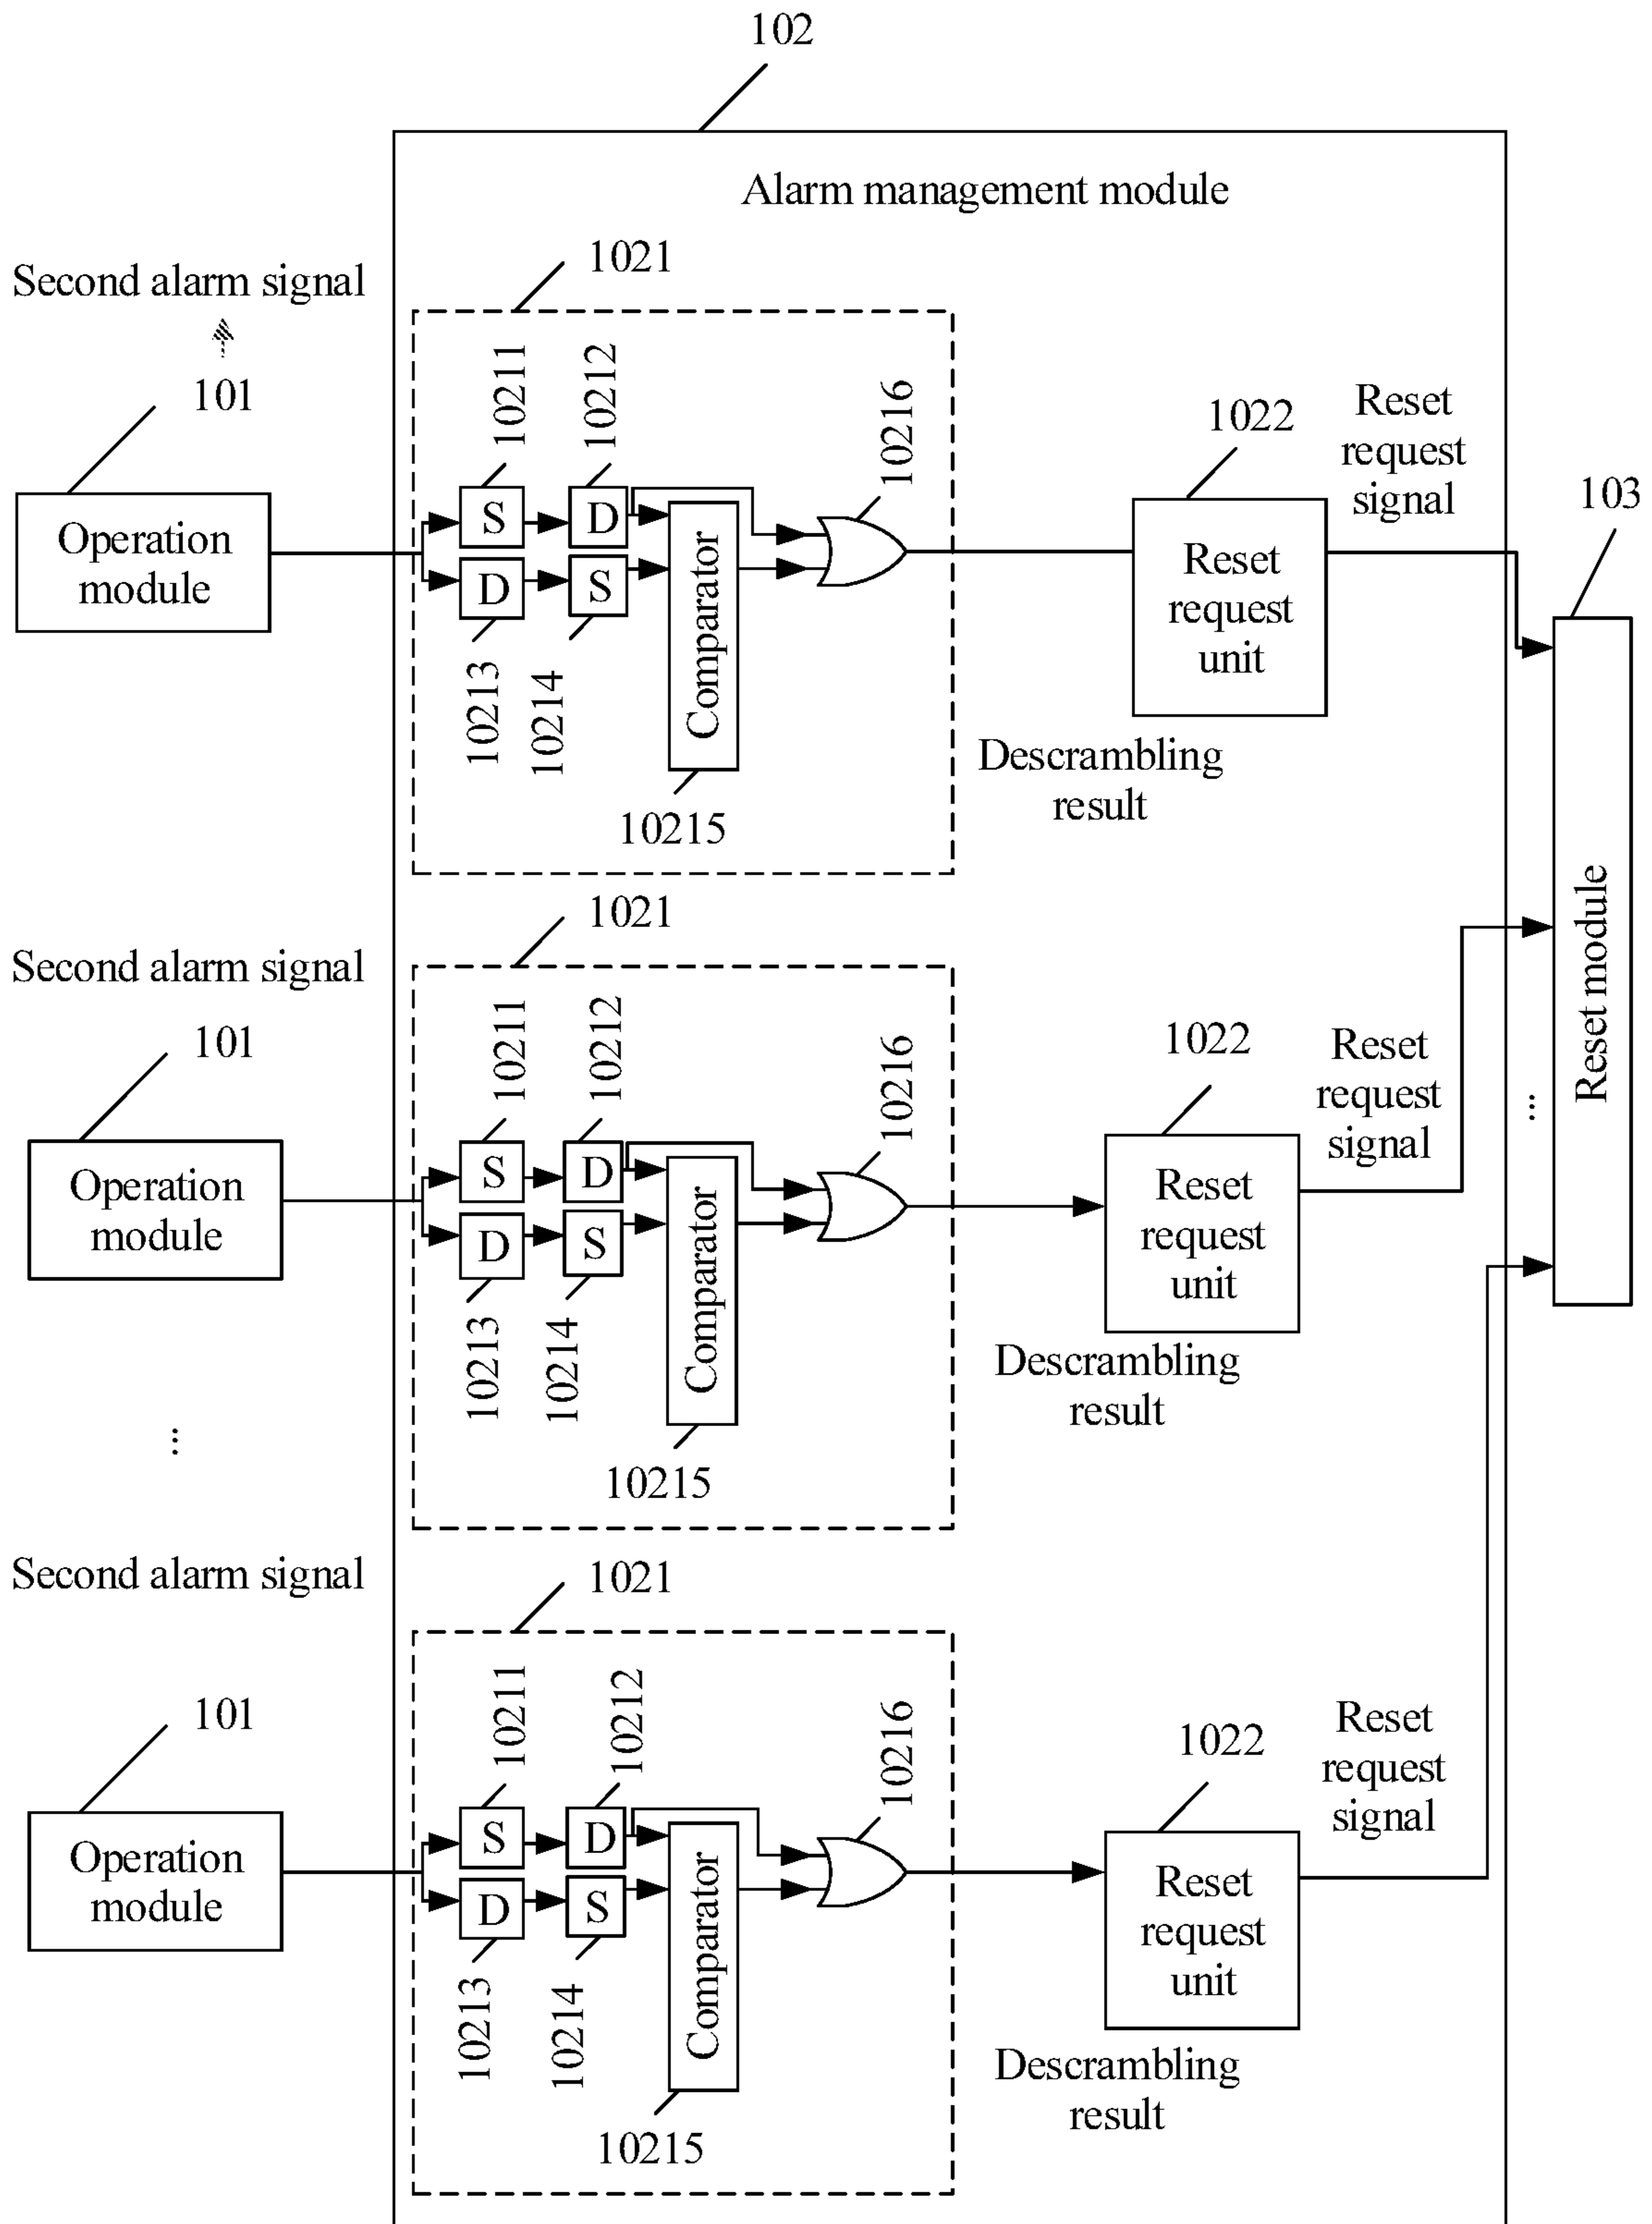 102
Alarm management module
Second alarm signal
101
Operation
module
1021
10211
10212
10216
S
D
D
S
10213
10214
Comparator
10215
1022
Reset
request
unit
Descrambling
result
Reset
request
signal
103
Reset module
...
Second alarm signal
101
Operation
module
1021
10211
10212
10216
S
D
D
S
10213
10214
Comparator
10215
1022
Reset
request
unit
Descrambling
result
Reset
request
signal
...
Second alarm signal
101
Operation
module
1021
10211
10212
10216
S
D
D
S
10213
10214
Comparator
10215
1022
Reset
request
unit
Descrambling
result
Reset
request
signal